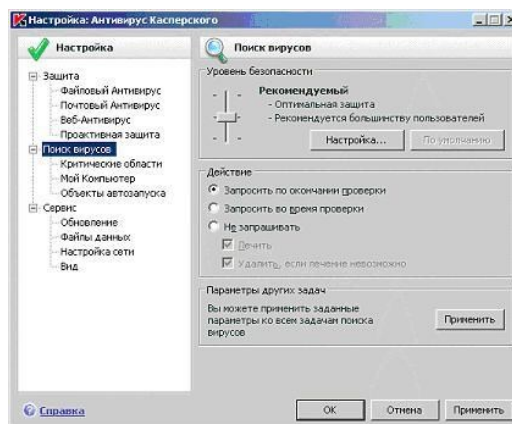 Настройка: Антивирус Касперского
Настройка
Защита
Файловый Антивирус
Почтовый Антивирус
Веб-Антивирус
Проактивная защита
Поиск вирусов
Критические области
Мой Компьютер
Объекты автозапуска
Сервис
Обновление
Файлы данных
Настройка сети
Вид
Справка
Поиск вирусов
Уровень безопасности
Рекомендуемый
- Оптимальная защита
- Рекомендуется большинству пользователей
Настройка...
По умолчанию
Действие
Запросить по окончании проверки
Запросить во время проверки
Не запрашивать
Лечить
Удалить, если лечение невозможно
Параметры других задач
Вы можете применить заданные
параметры ко всем задачам поиска
вирусов
Применить
ОК
Отмена
Применить